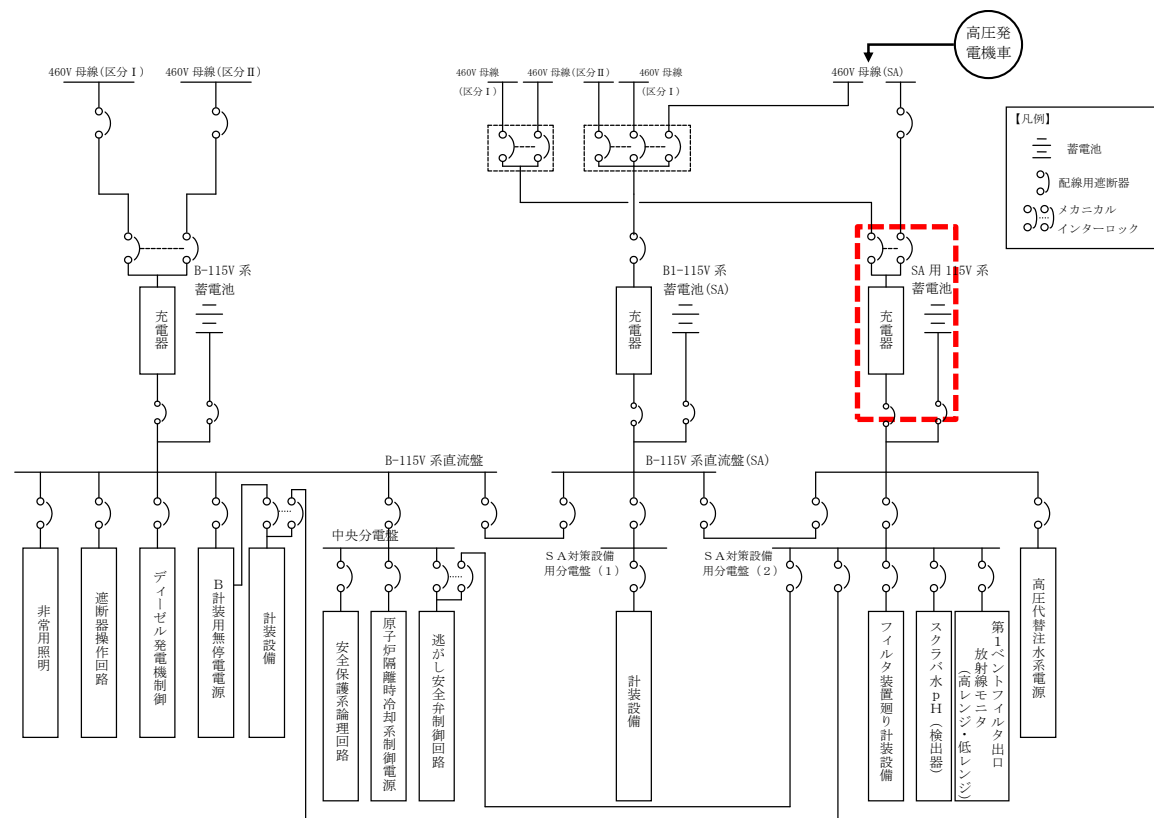 高圧発
電機車
460V 母線(区分Ⅰ)
460V 母線(区分Ⅱ)
460V 母線
(区分Ⅰ)
460V 母線(区分Ⅱ)
460V 母線
(区分Ⅰ)
460V 母線(SA)
【凡例】
蓄電池
配線用遮断器
メカニカル
インターロック
B-115V 系
蓄電池
充電器
B1-115V 系
蓄電池(SA)
充電器
SA 用 115V 系
蓄電池
充電器
B-115V 系直流盤
B-115V 系直流盤(SA)
中央分電盤
SA対策設備
用分電盤(1)
SA対策設備
用分電盤(2)
非常用照明
遮断器操作回路
ディーゼル発電機制御
B計装用無停電電源
計装設備
安全保護系論理回路
原子炉隔離時冷却系制御電源
逃がし安全弁制御回路
計装設備
フィルタ装置廻り計装設備
スクラバ水pH(検出器)
第1ベントフィルタ出口
放射線モニタ
(高レンジ・低レンジ)
高圧代替注水系電源